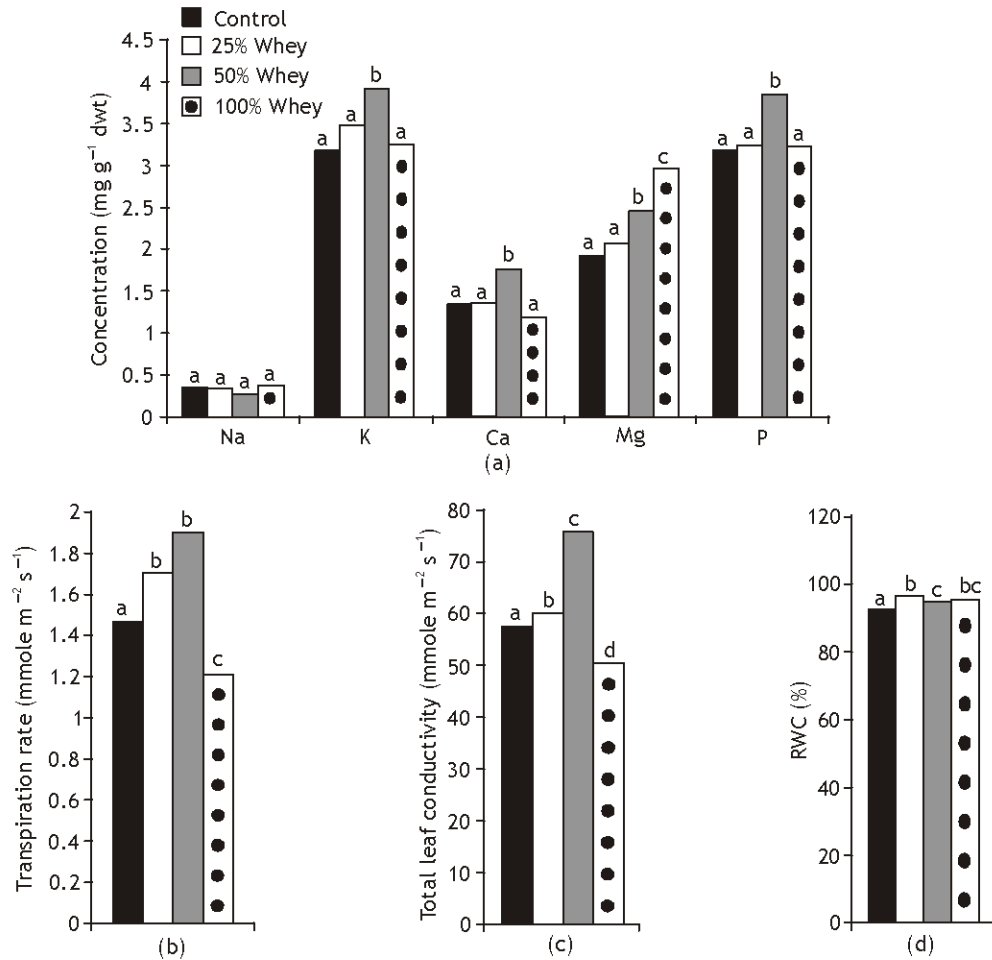 Control
25% Whey
50% Whey
100% Whey
Concentration (mg g⁻¹ dwt)
4.5
4
3.5
3
2.5
2
1.5
1
0.5
0
a a a a
a a b a
a a b a
a a b c
a a b a
Na K Ca Mg P
(a)
Transpiration rate (mmole m⁻² s⁻¹)
2
1.8
1.6
1.4
1.2
1
0.8
0.6
0.4
0.2
0
a b b c
(b)
Total leaf conductivity (mmole m⁻² s⁻¹)
80
70
60
50
40
30
20
10
0
a b c d
(c)
RWC (%)
120
100
80
60
40
20
0
a b c bc
(d)